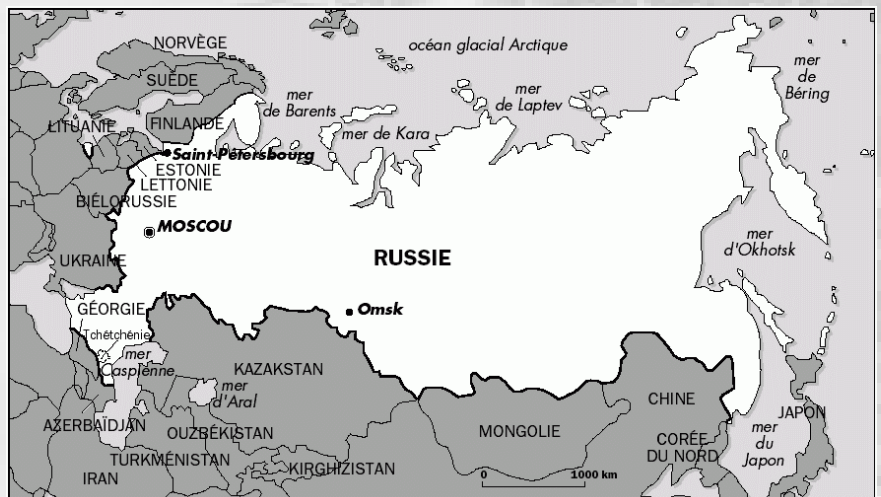 NORVÈGE
océan glacial Arctique
mer
de
Béring
SUÈDE
mer
de Barents
mer
de Laptev
LITUANIE
FINLANDE
mer de Kara
Saint-Pétersbourg
ESTONIE
LETTONIE
BIÉLORUSSIE
MOSCOU
mer
d'Okhotsk
UKRAINE
RUSSIE
GÉORGIE
Omsk
Tchétchénie
mer
Caspienne
KAZAKSTAN
mer
d'Aral
CHINE
JAPON
AZERBAÏDJAN
OUZBÉKISTAN
MONGOLIE
CORÉE
DU NORD
mer
du
Japon
TURKMÉNISTAN
KIRGHIZISTAN
IRAN
0 1000 km